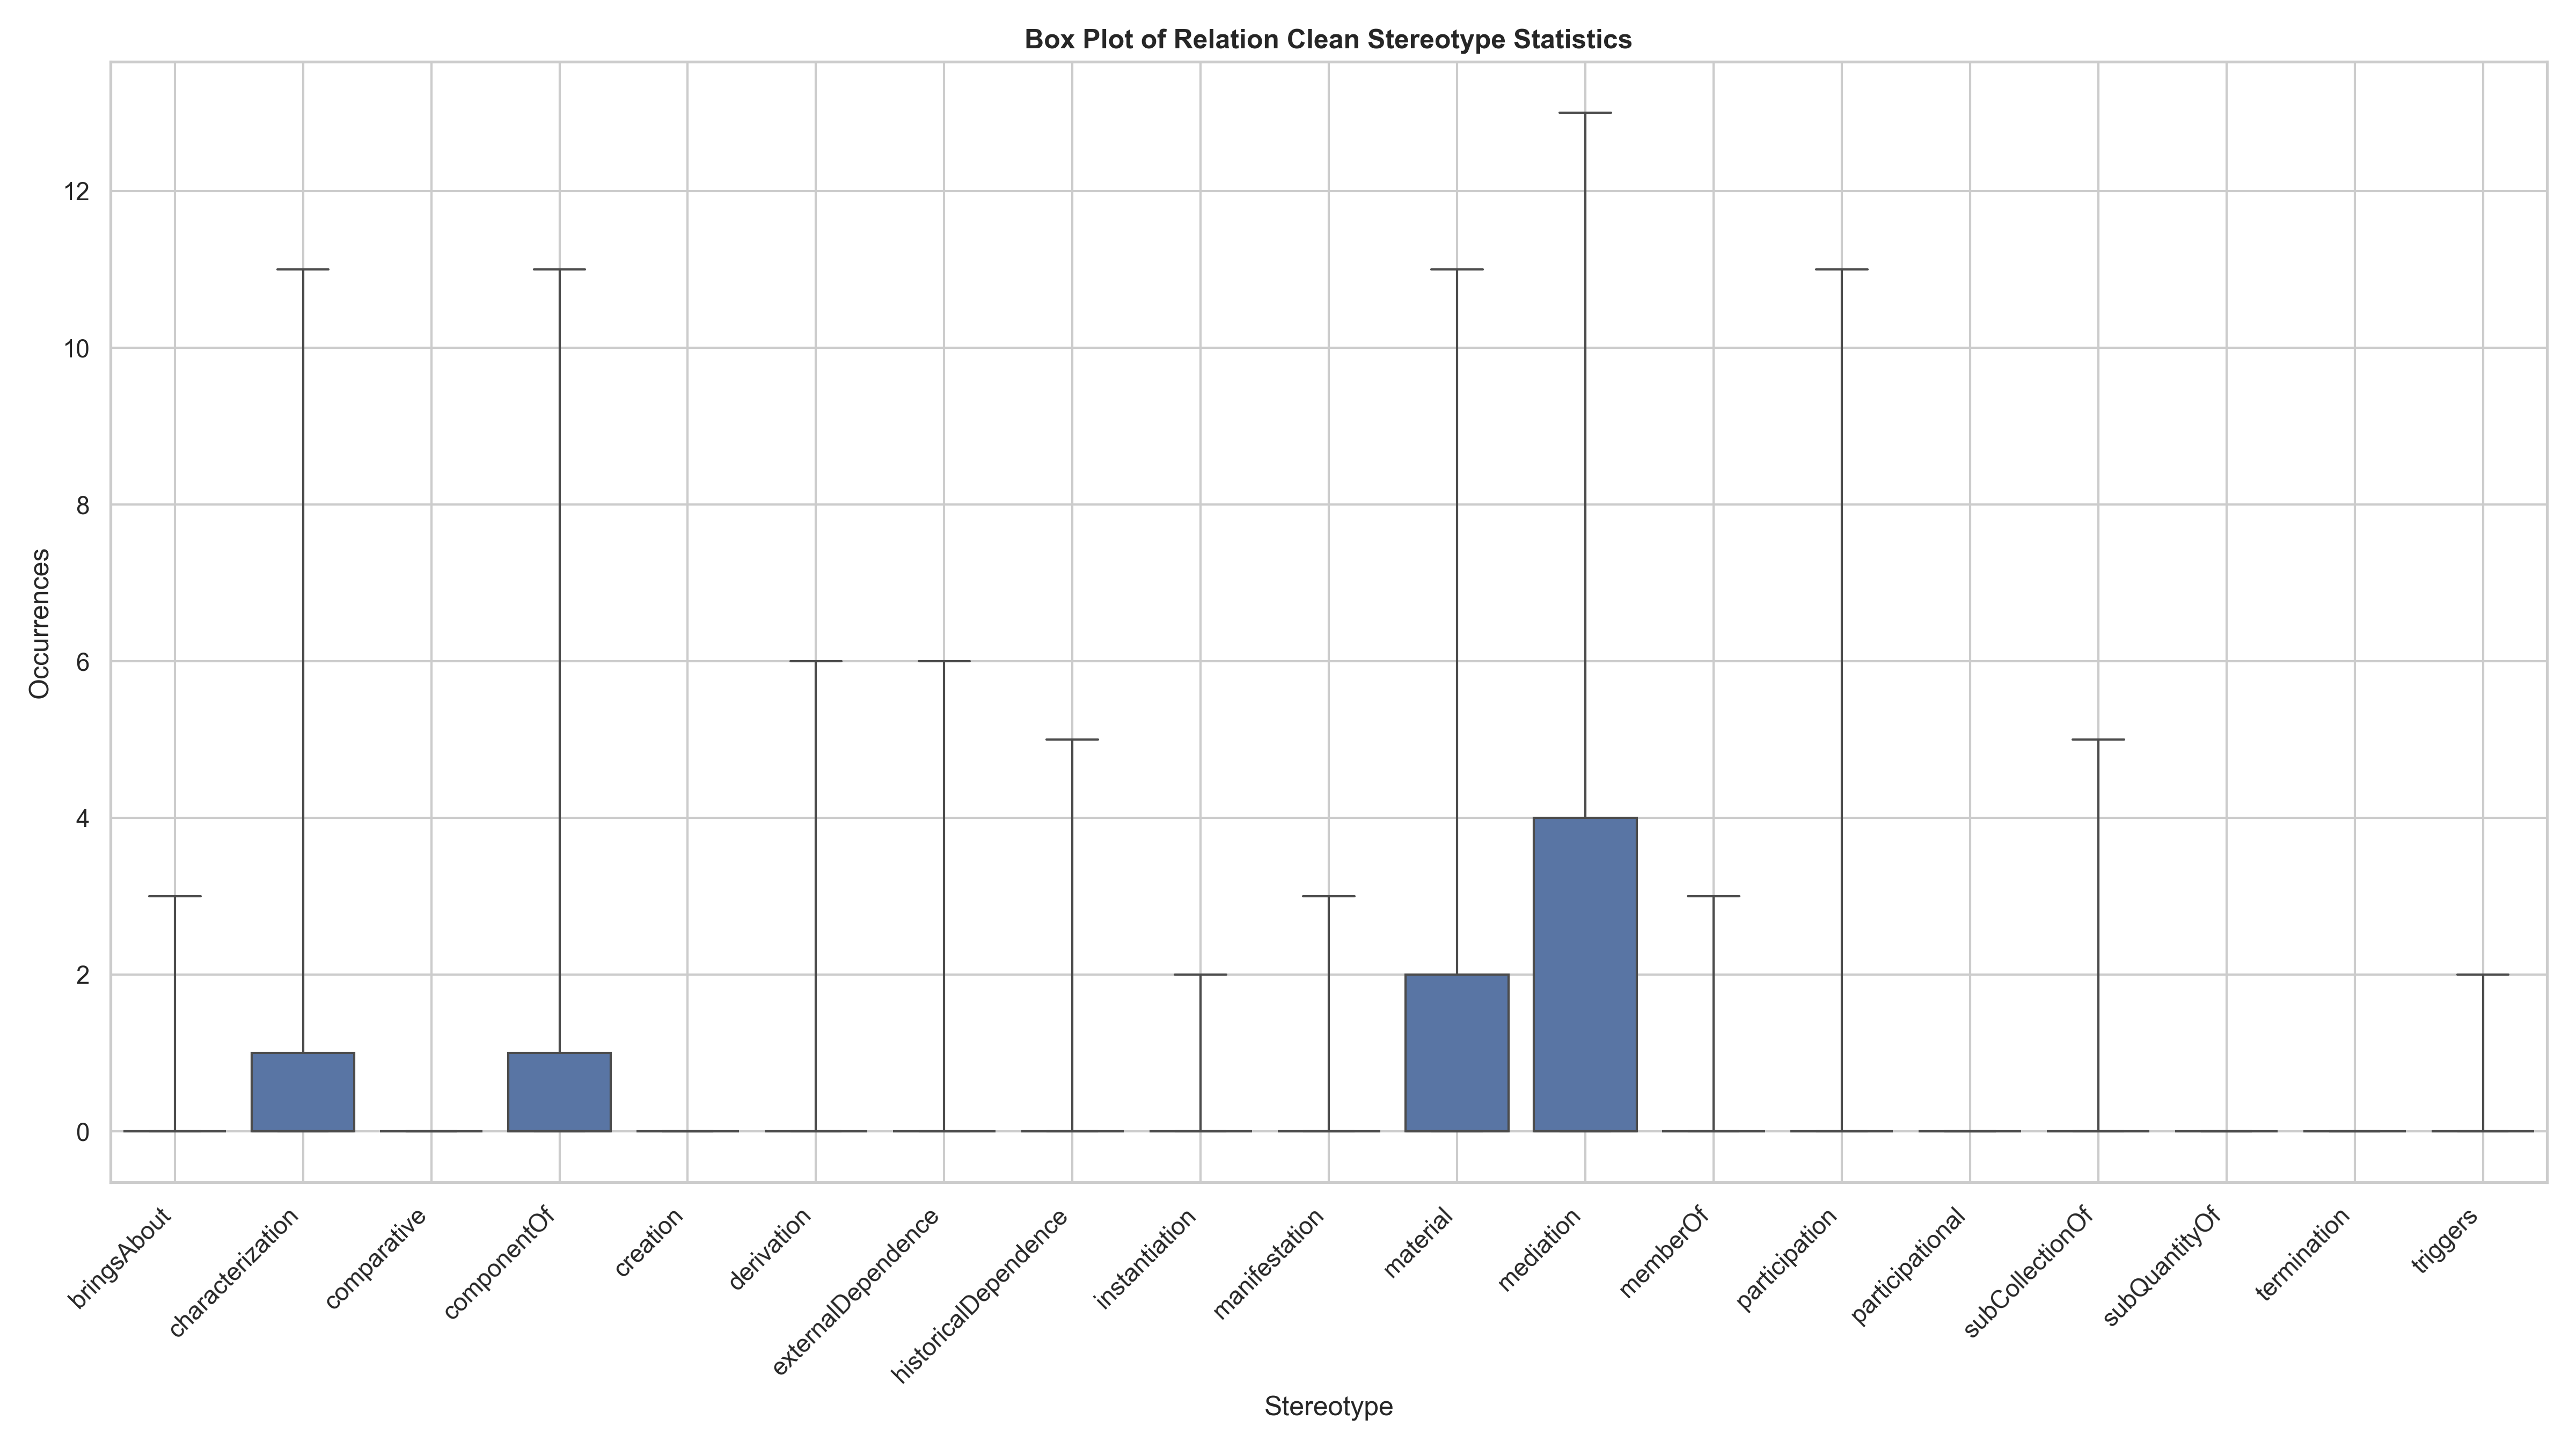 Box Plot of Relation Clean Stereotype Statistics
Occurrences
12
10
8
6
4
2
0
bringsAbout
characterization
comparative
componentOf
creation
derivation
externalDependence
historicalDependence
instantiation
manifestation
material
mediation
memberOf
participation
participational
subCollectionOf
subQuantityOf
termination
triggers
Stereotype